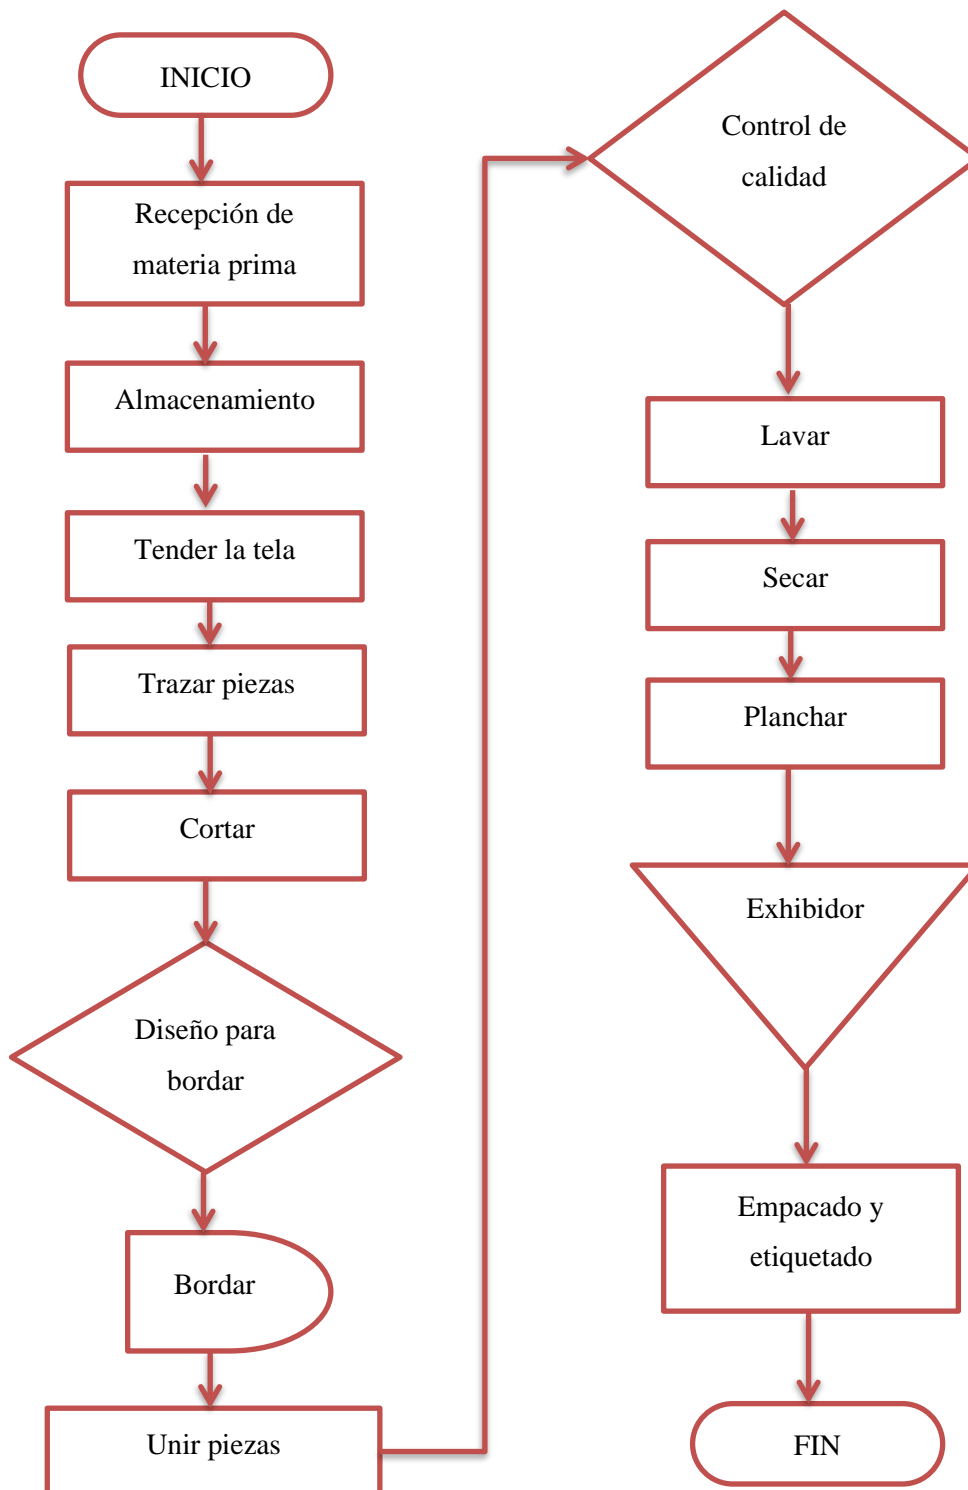 INICIO
Recepción de
materia prima
Almacenamiento
Tender la tela
Trazar piezas
Cortar
Diseño para
bordar
Bordar
Unir piezas
Control de
calidad
Lavar
Secar
Planchar
Exhibidor
Empacado y
etiquetado
FIN